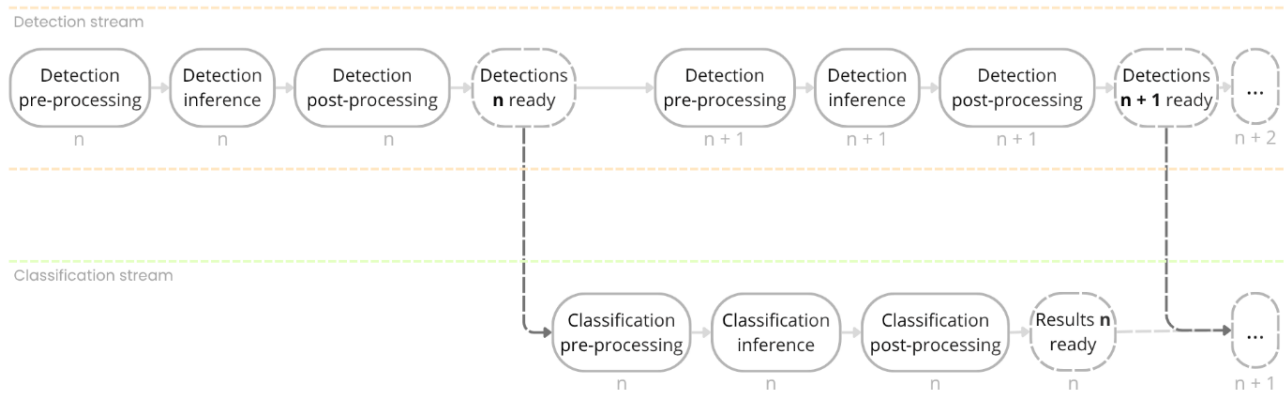 Detection stream
Detection
pre-processing
n
Detection
inference
n
Detection
post-processing
n
Detections
n ready
Detection
pre-processing
n + 1
Detection
inference
n + 1
Detection
post-processing
n + 1
Detections
n + 1 ready
...
n + 2
Classification stream
Classification
pre-processing
n
Classification
inference
n
Classification
post-processing
n
Results n
ready
n
...
n + 1